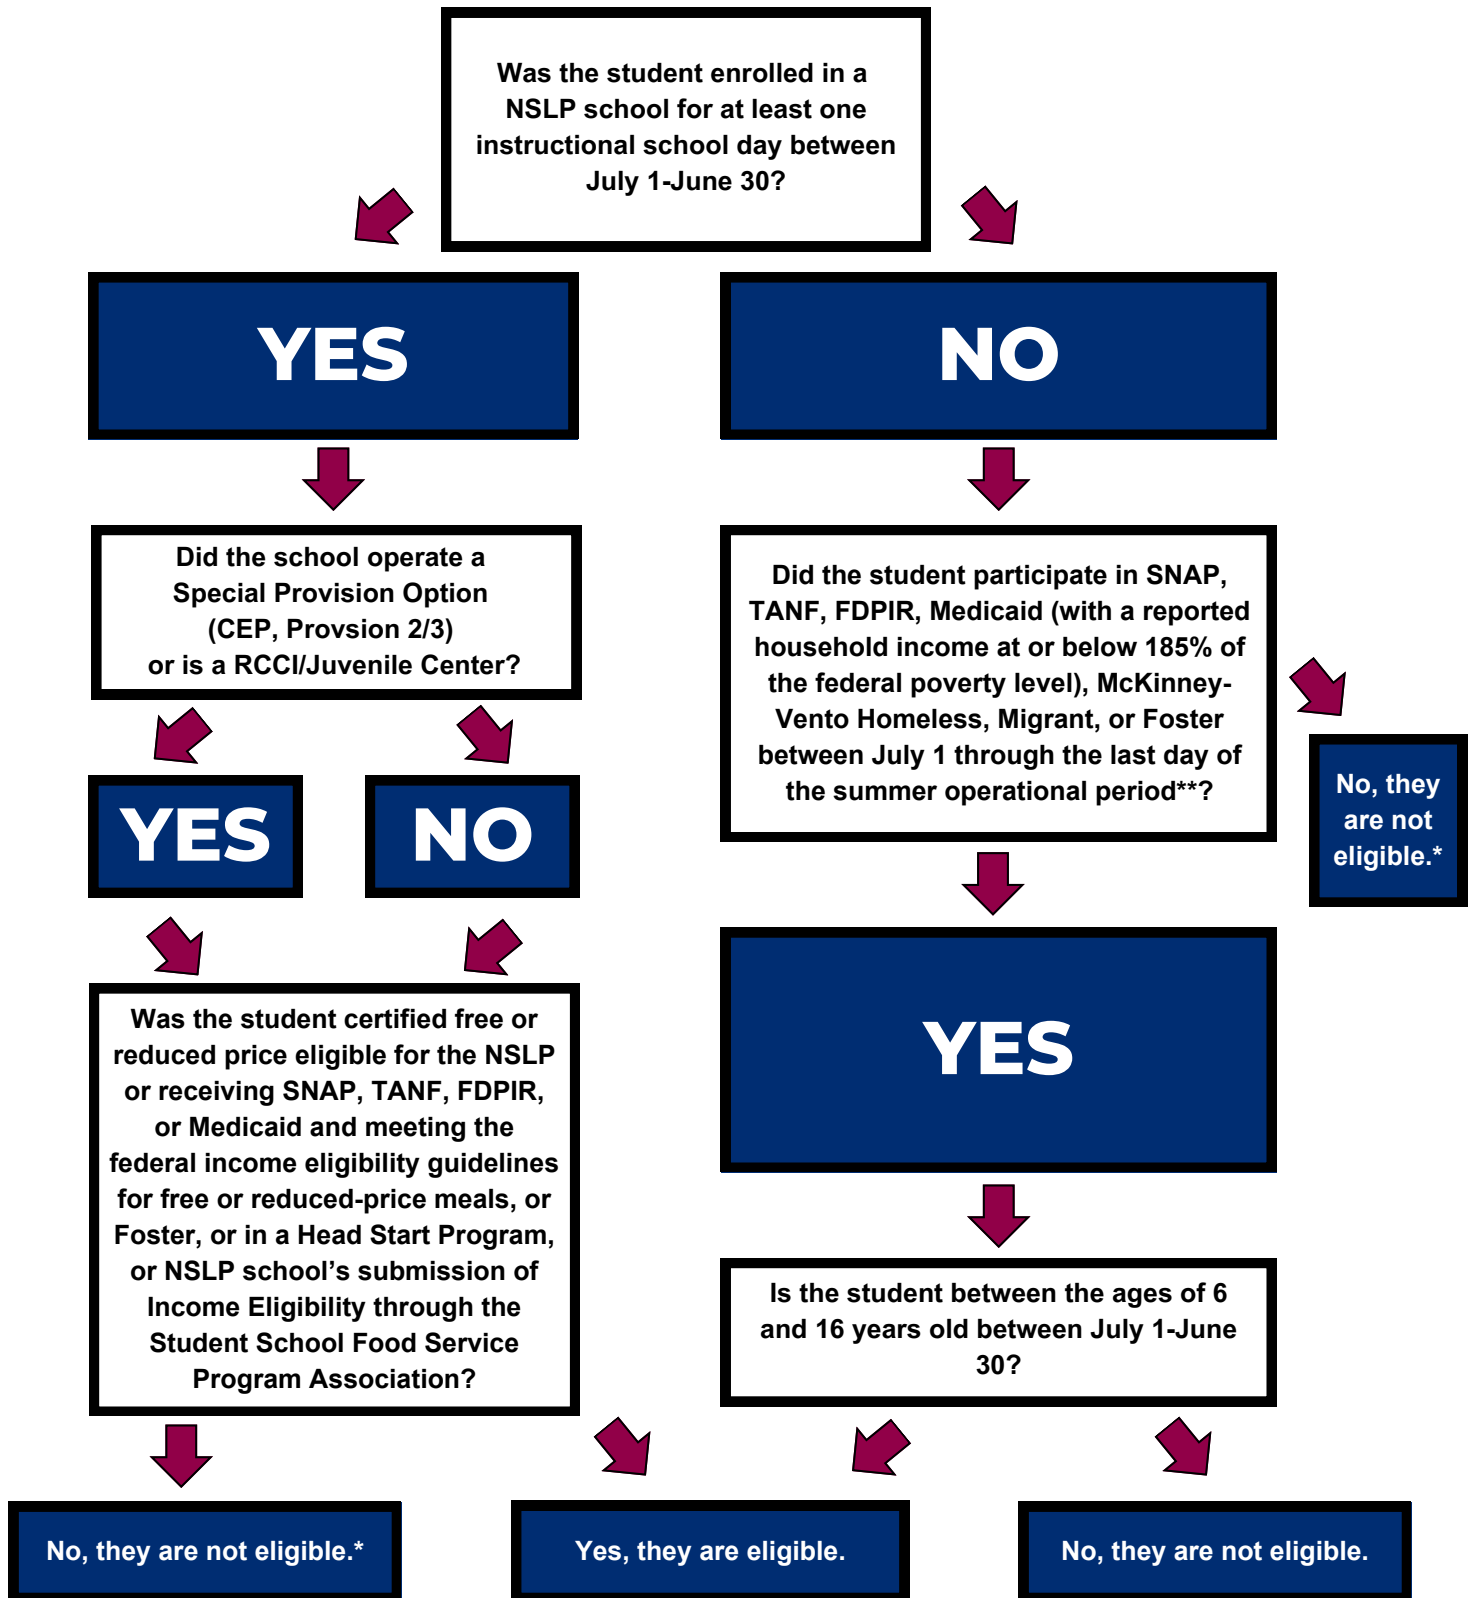 Was the student enrolled in a
NSLP school for at least one
instructional school day between
July 1-June 30?
YES
NO
Did the school operate a
Special Provision Option
(CEP, Provsion 2/3)
or is a RCCI/Juvenile Center?
Did the student participate in SNAP,
TANF, FDPIR, Medicaid (with a reported
household income at or below 185% of
the federal poverty level), McKinney-
Vento Homeless, Migrant, or Foster
between July 1 through the last day of
the summer operational period**?
No, they
are not
eligible.*
YES
NO
Was the student certified free or
reduced price eligible for the NSLP
or receiving SNAP, TANF, FDPIR,
or Medicaid and meeting the
federal income eligibility guidelines
for free or reduced-price meals, or
Foster, or in a Head Start Program,
or NSLP school's submission of
Income Eligibility through the
Student School Food Service
Program Association?
YES
Is the student between the ages of 6
and 16 years old between July 1-June
30?
No, they are not eligible.*
Yes, they are eligible.
No, they are not eligible.